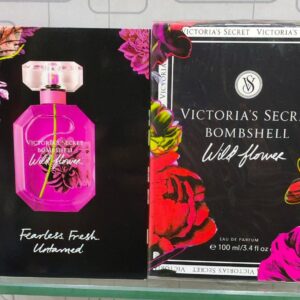 VICTORIA'S SECRET
BOMBSHELL
Wild flower
Fearless Fresh
Untamed
VICTORIA'S SECRET
VS
VICTORIA'S SECRE
BOMBSHELL
Wild flower
EAU DE PARFUM
100 ml/3.4 fl
VICTORIA'S SECRET